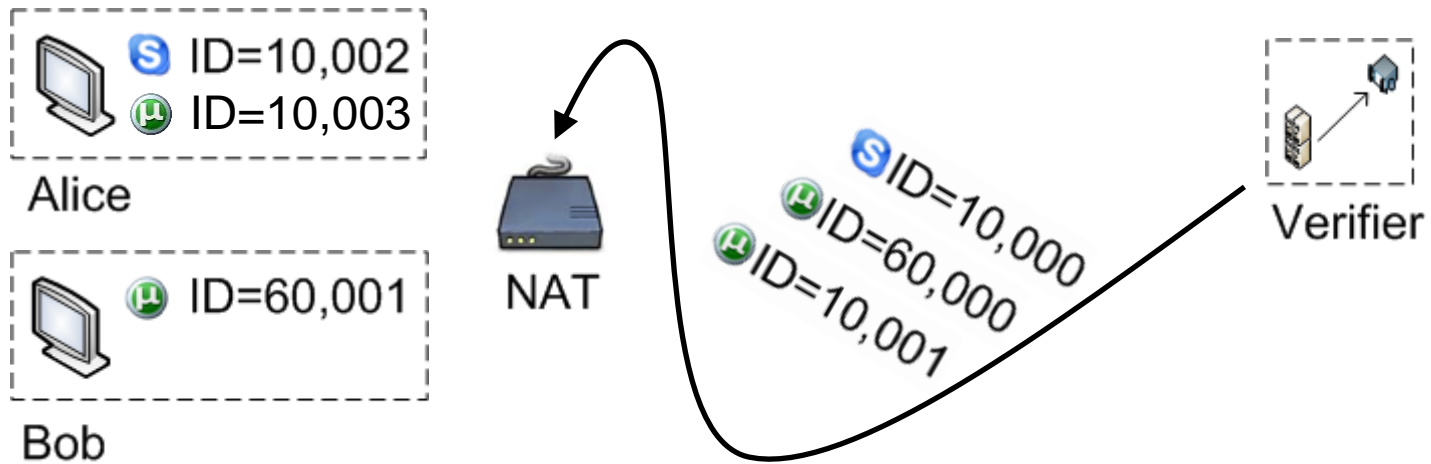 ID=10,002
ID=10,003
Alice
ID=60,001
Bob
NAT
ID=10,000
ID=60,000
ID=10,001
Verifier